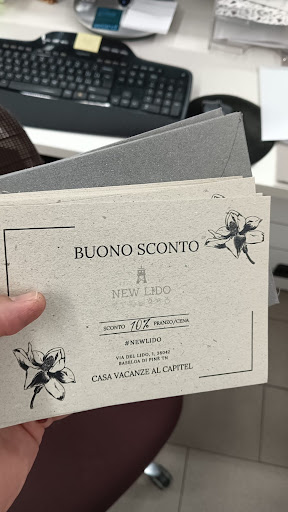 BUONO SCONTO
NEW LIDO
SCONTO 10% PRANZO/CENA
#NEWLIDO
VIA DEL LIDO, 1, 38042
BASELGA DI PINÈ TN
CASA VACANZE AL CAPITEL